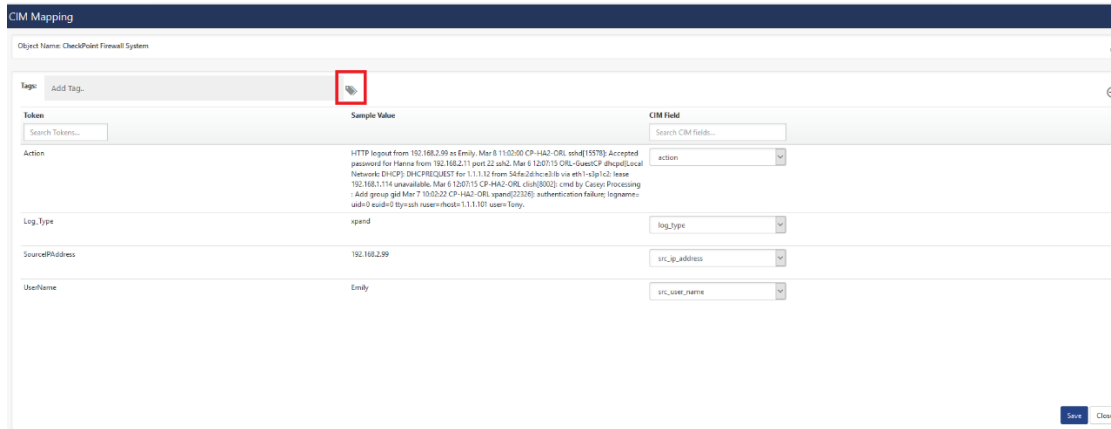 CIM Mapping
Object Name: CheckPoint Firewall System
Tags: Add Tag..
Token Sample Value CIM Field
Search Tokens... Search CIM fields...
Action HTTP logout from 192.168.2.99 as Emily. Mar 8 11:02:00 CP-HA2-ORL sshd[15578]: Accepted action
password for Hanna from 192.168.2.11 port 22 ssh2. Mar 6 12:07:15 ORL-GuestCP dhcpd[Local
Network: DHCP]: DHCPREQUEST for 1.1.1.12 from 54:fa:2d:hc:a3:lb via eth1-s3p1c2: lease
192.168.1.114 unavailable. Mar 6 12:07:15 CP-HA2-ORL clish[8002]: cmd by Casey: Processing
: Add group gid Mar 7 10:02:22 CP-HA2-ORL xpand[22326]: authentication failure; logname=
uid=0 euid=0 tty=ssh ruser=rhost=1.1.1.101 user=Tony.
Log_Type xpand log_type
SourceIPAddress 192.168.2.99 src_ip_address
UserName Emily src_user_name
Save Close